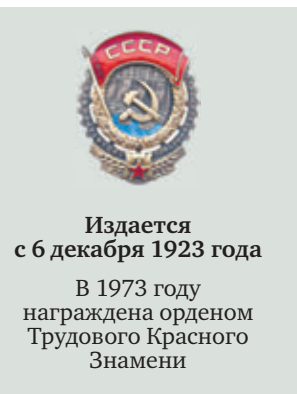 СССР
Издается
с 6 декабря 1923 года
В 1973 году
награждена орденом
Трудового Красного
Знамени